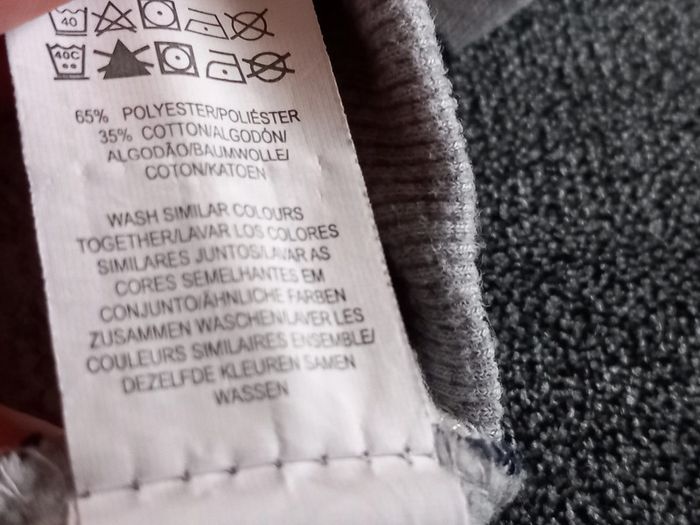 40
40C
65% POLYESTER/POLIÉSTER
35% COTTON/ALGODÓN/
ALGODÃO/BAUMWOLLE/
COTON/KATOEN
WASH SIMILAR COLOURS
TOGETHER/LAVAR LOS COLORES
SIMILARES JUNTOS/LAVAR AS
CORES SEMELHANTES EM
CONJUNTO/ÄHNLICHE FARBEN
ZUSAMMEN WASCHEN/LAVER LES
COULEURS SIMILAIRES ENSEMBLE/
DEZELFDE KLEUREN SAMEN
WASSEN